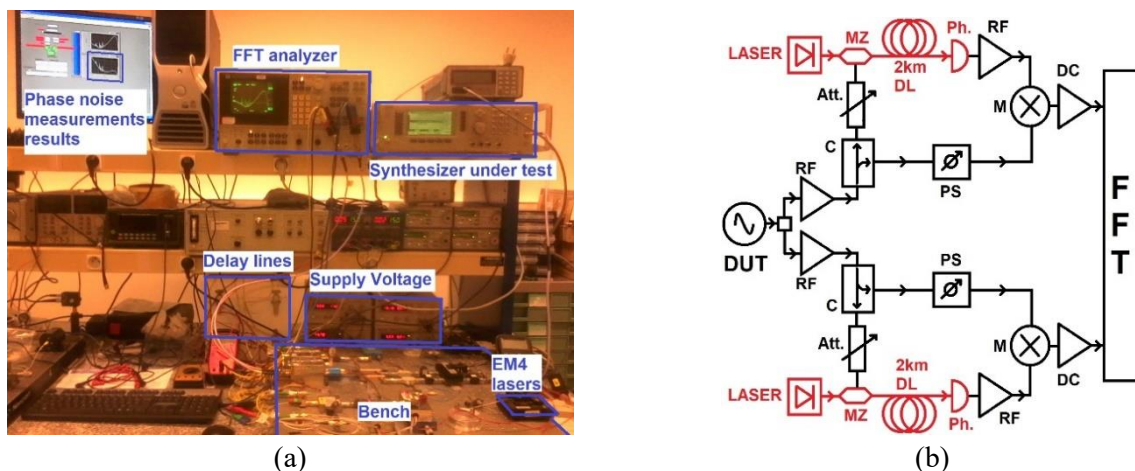 Phase noise
measurements
results
FFT analyzer
Synthesizer under test
Delay lines
Supply Voltage
EM4
lasers
Bench
(a)
LASER
MZ
2km
DL
Ph.
RF
DC
Att.
M
C
RF
PS
DUT
FFT
RF
PS
C
Att.
M
DC
LASER
MZ
2km
DL
Ph.
RF
(b)